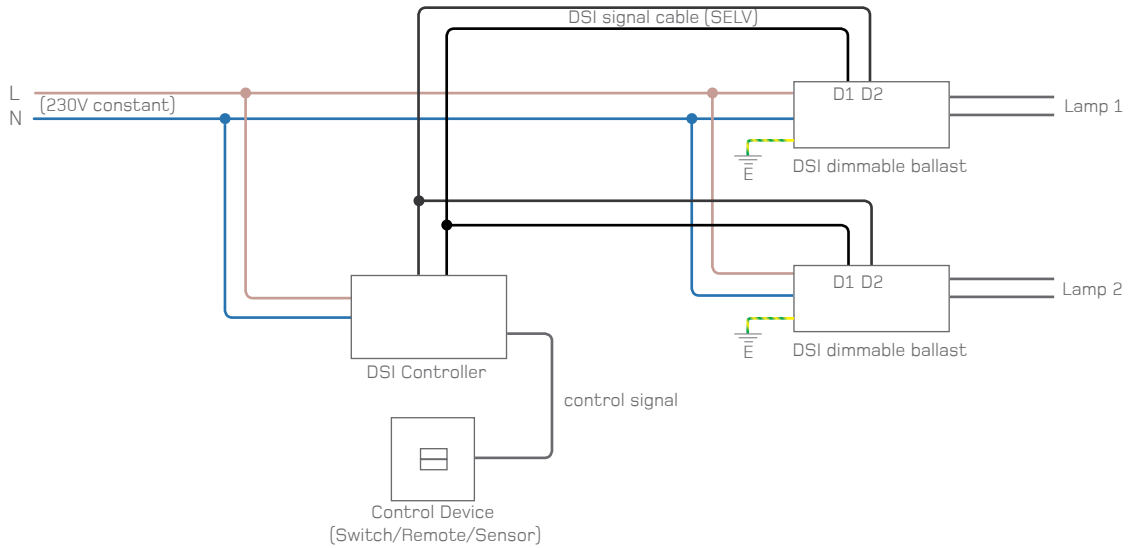 DSI signal cable (SELV)
L
(230V constant)
N
D1 D2
Lamp 1
E
DSI dimmable ballast
D1 D2
Lamp 2
E
DSI dimmable ballast
DSI Controller
control signal
Control Device
(Switch/Remote/Sensor)